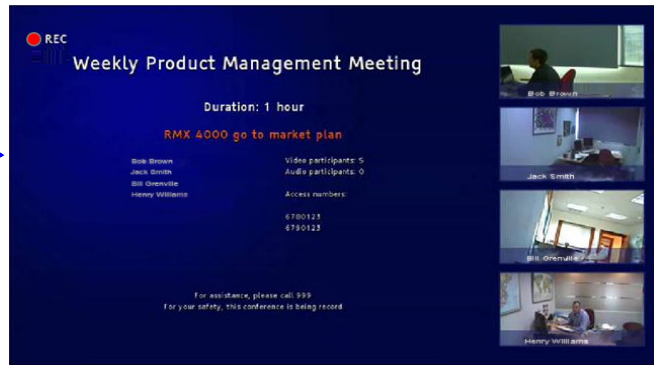 REC
Weekly Product Management Meeting
Duration: 1 hour
RMX 4000 go to market plan
Bob Brown
Jack Smith
Bill Grenville
Henry Williams
Video participants: 5
Audio participants: 0
Access numbers:
6780123
6790123
For assistance, please call 999
For your safety, this conference is being record
Bob Brown
Jack Smith
Bill Grenville
Henry Williams